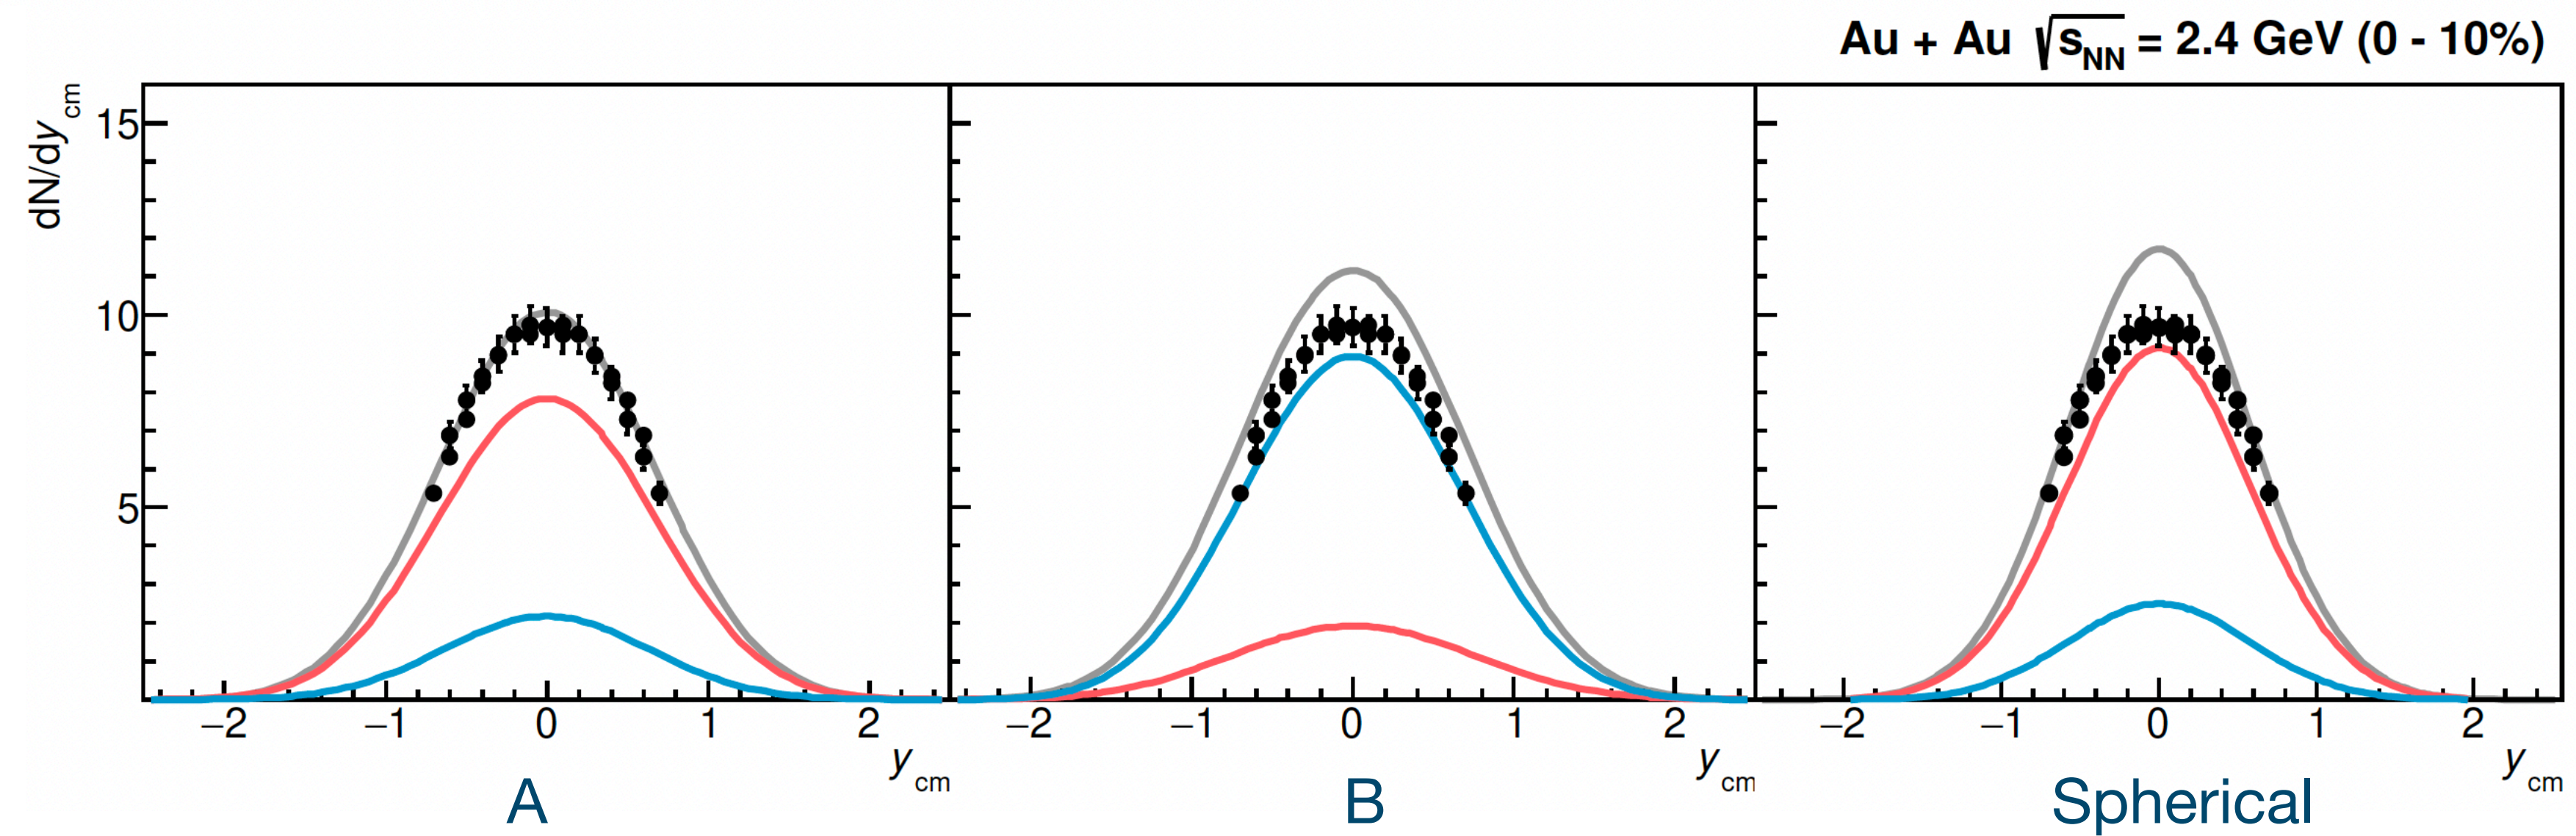 Au + Au √sNN = 2.4 GeV (0 - 10%)
dN/dycm
15
10
5
−2 −1 0 1 2
−2 −1 0 1 2
−2 −1 0 1 2
ycm ycm ycm
A B Spherical